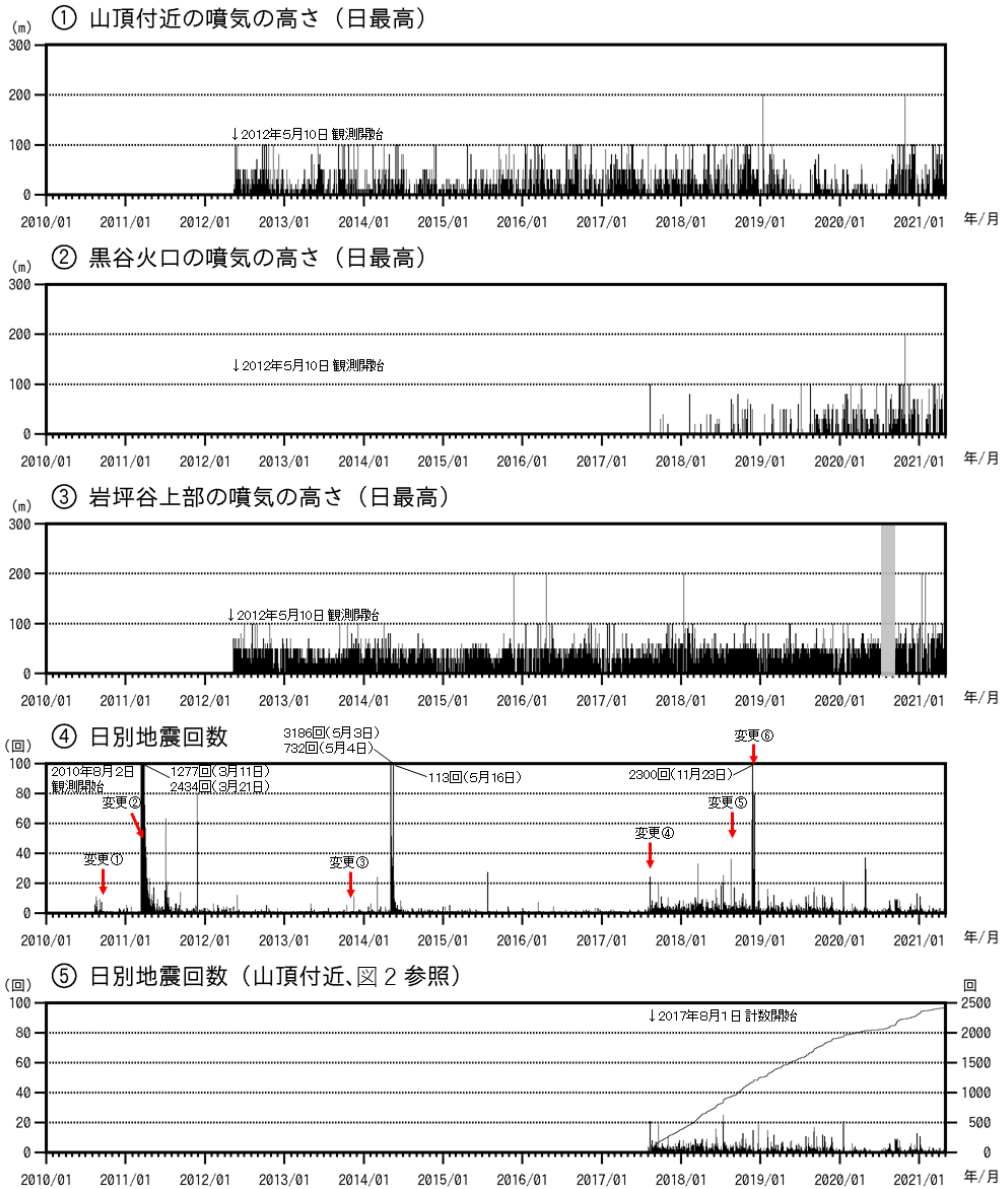 ① 山頂付近の噴気の高さ（日最高）
(m)
300
200
100
0
↓2012年5月10日 観測開始
2010/01 2011/01 2012/01 2013/01 2014/01 2015/01 2016/01 2017/01 2018/01 2019/01 2020/01 2021/01 年/月
② 黒谷火口の噴気の高さ（日最高）
(m)
300
200
100
0
↓2012年5月10日 観測開始
2010/01 2011/01 2012/01 2013/01 2014/01 2015/01 2016/01 2017/01 2018/01 2019/01 2020/01 2021/01 年/月
③ 岩坪谷上部の噴気の高さ（日最高）
(m)
300
200
100
0
↓2012年5月10日 観測開始
2010/01 2011/01 2012/01 2013/01 2014/01 2015/01 2016/01 2017/01 2018/01 2019/01 2020/01 2021/01 年/月
④ 日別地震回数
(回)
100
80
60
40
20
0
2010年8月2日
観測開始
変更①
変更②
1277回(3月11日)
2434回(3月21日)
3186回(5月3日)
732回(5月4日)
113回(5月16日)
変更③
変更④
変更⑤
2300回(11月23日)
変更⑥
2010/01 2011/01 2012/01 2013/01 2014/01 2015/01 2016/01 2017/01 2018/01 2019/01 2020/01 2021/01 年/月
⑤ 日別地震回数（山頂付近、図２参照）
(回)
100
80
60
40
20
0
↓2017年8月1日 計数開始
回
2500
2000
1500
1000
500
0
2010/01 2011/01 2012/01 2013/01 2014/01 2015/01 2016/01 2017/01 2018/01 2019/01 2020/01 2021/01 年/月